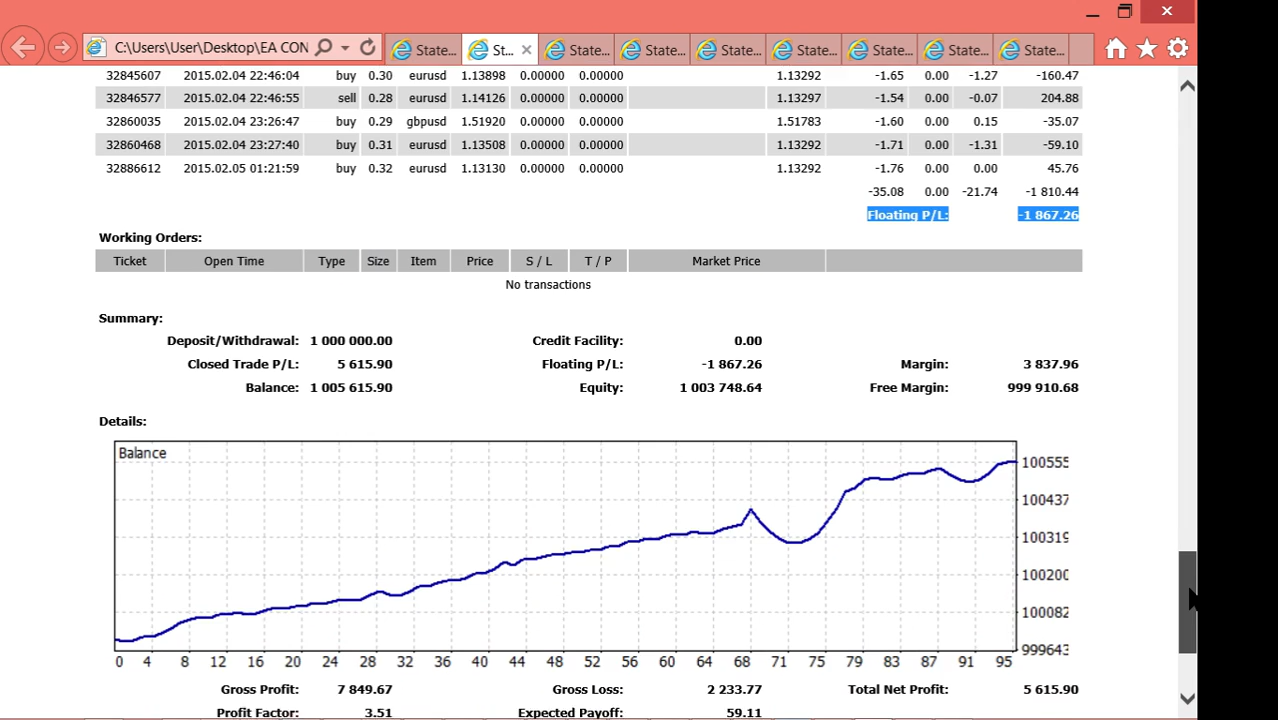 C:\Users\User\Desktop\EA CON
State...
St...
State...
State...
State...
State...
State...
State...
State...
32845607 2015.02.04 22:46:04 buy 0.30 eurusd 1.13898 0.00000 0.00000 1.13292 -1.65 0.00 -1.27 -160.47
32846577 2015.02.04 22:46:55 sell 0.28 eurusd 1.14126 0.00000 0.00000 1.13297 -1.54 0.00 -0.07 204.88
32860035 2015.02.04 23:26:47 buy 0.29 gbpusd 1.51920 0.00000 0.00000 1.51783 -1.60 0.00 0.15 -35.07
32860468 2015.02.04 23:27:40 buy 0.31 eurusd 1.13508 0.00000 0.00000 1.13292 -1.71 0.00 -1.31 -59.10
32886612 2015.02.05 01:21:59 buy 0.32 eurusd 1.13130 0.00000 0.00000 1.13292 -1.76 0.00 0.00 45.76
-35.08 0.00 -21.74 -1 810.44
Floating P/L: -1 867.26
Working Orders:
Ticket Open Time Type Size Item Price S / L T / P Market Price
No transactions
Summary:
Deposit/Withdrawal: 1 000 000.00 Credit Facility: 0.00
Closed Trade P/L: 5 615.90 Floating P/L: -1 867.26 Margin: 3 837.96
Balance: 1 005 615.90 Equity: 1 003 748.64 Free Margin: 999 910.68
Details:
Balance
100555
100437
100319
100200
100082
999643
0 4 8 12 16 20 24 28 32 36 40 44 48 52 56 60 64 68 71 75 79 83 87 91 95
Gross Profit: 7 849.67 Gross Loss: 2 233.77 Total Net Profit: 5 615.90
Profit Factor: 3.51 Expected Payoff: 59.11